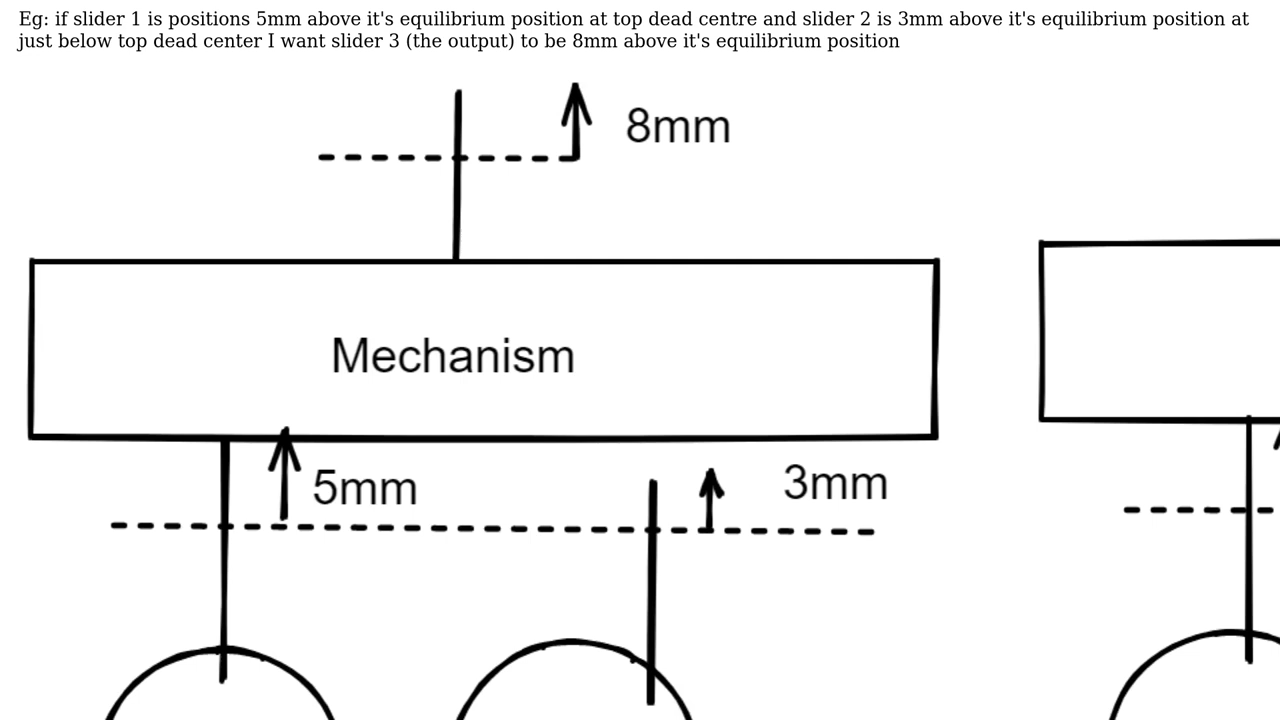 Eg: if slider 1 is positions 5mm above it's equilibrium position at top dead centre and slider 2 is 3mm above it's equilibrium position at
just below top dead center I want slider 3 (the output) to be 8mm above it's equilibrium position
8mm
Mechanism
5mm
3mm